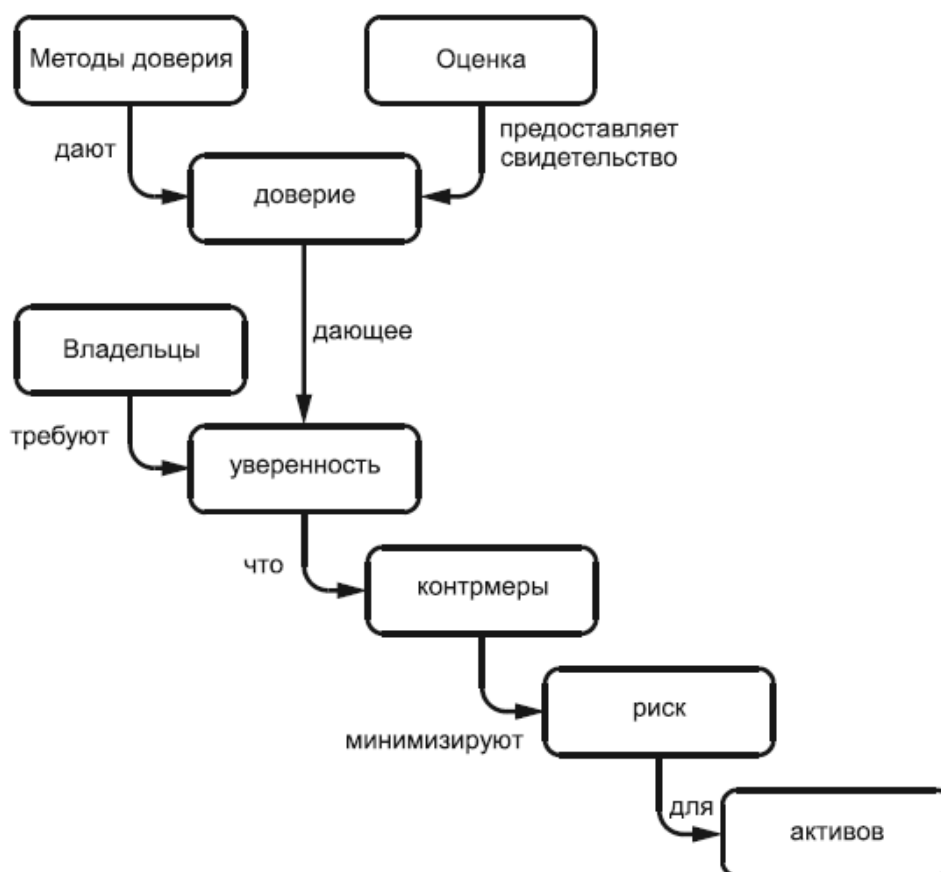 Методы доверия
Оценка
дают
предоставляет
свидетельство
доверие
дающее
Владельцы
требуют
уверенность
что
контрмеры
минимизируют
риск
для
активов